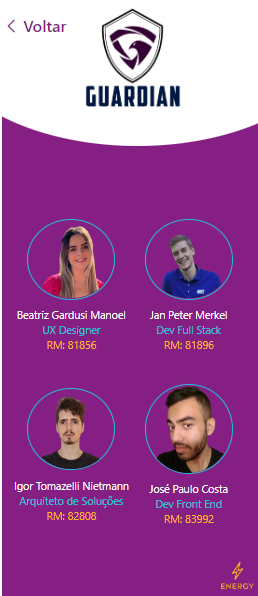 Voltar
GUARDIAN
Beatriz Gardusi Manoel
UX Designer
RM: 81856
Jan Peter Merkel
Dev Full Stack
RM: 81896
Igor Tomazelli Nietmann
Arquiteto de Soluções
RM: 82808
José Paulo Costa
Dev Front End
RM: 83992
ENERGY